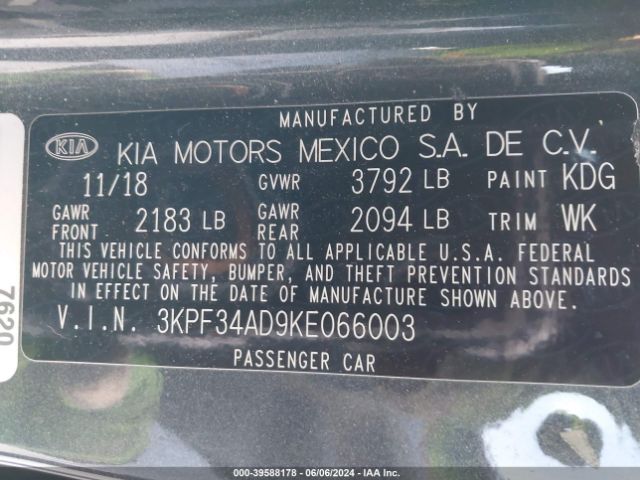 MANUFACTURED BY
KIA KIA MOTORS MEXICO S.A. DE C.V.
11/18 GVWR 3792 LB PAINT KDG
GAWR FRONT 2183 LB GAWR REAR 2094 LB TRIM WK
THIS VEHICLE CONFORMS TO ALL APPLICABLE U.S.A. FEDERAL
MOTOR VEHICLE SAFETY, BUMPER, AND THEFT PREVENTION STANDARDS
IN EFFECT ON THE DATE OF MANUFACTURE SHOWN ABOVE.
V.I.N. 3KPF34AD9KE066003
PASSENGER CAR
7620
000-39588178 - 06/06/2024 - IAA Inc.